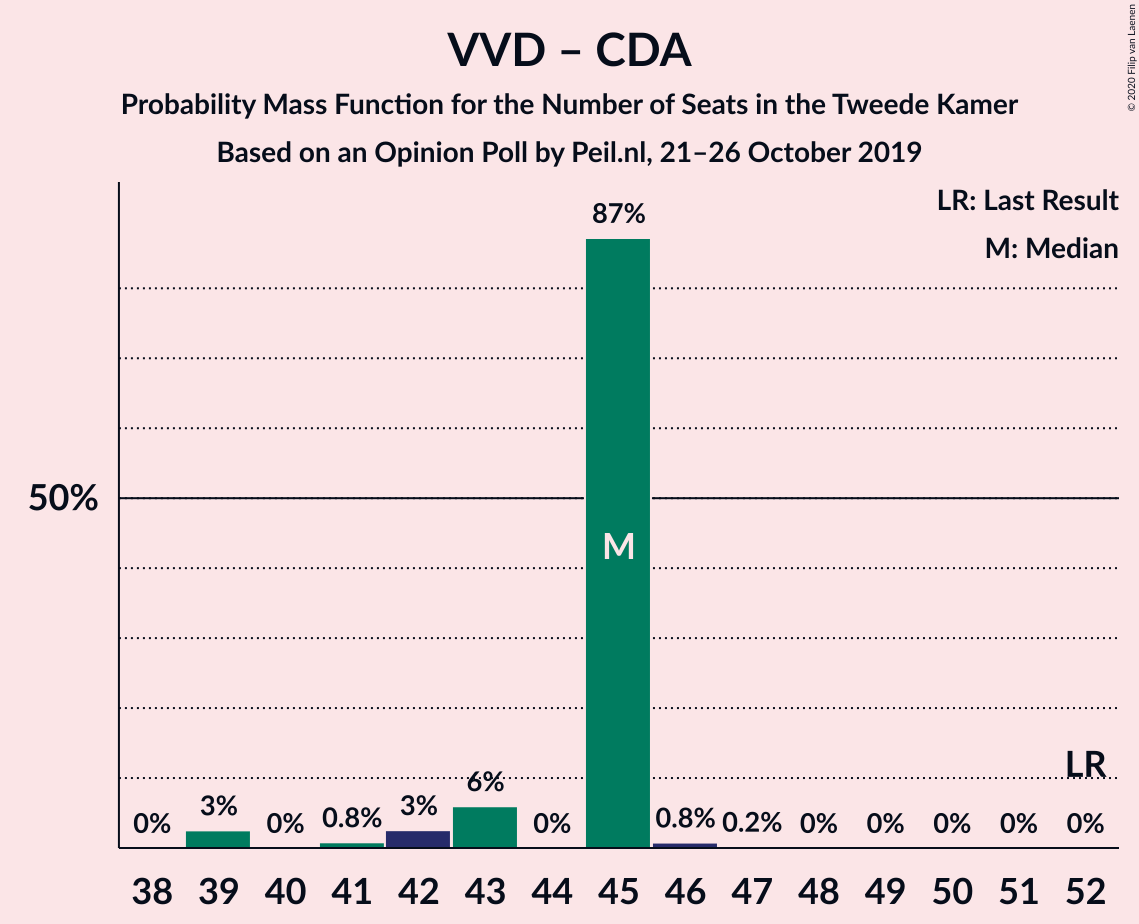 VVD – CDA
Probability Mass Function for the Number of Seats in the Tweede Kamer
Based on an Opinion Poll by Peil.nl, 21–26 October 2019
© 2020 Filip van Laenen
LR: Last Result
M: Median
50%
0% 3% 0% 0.8% 3% 6% 0% 87% 0.8% 0.2% 0% 0% 0% 0% 0%
M
LR
38 39 40 41 42 43 44 45 46 47 48 49 50 51 52